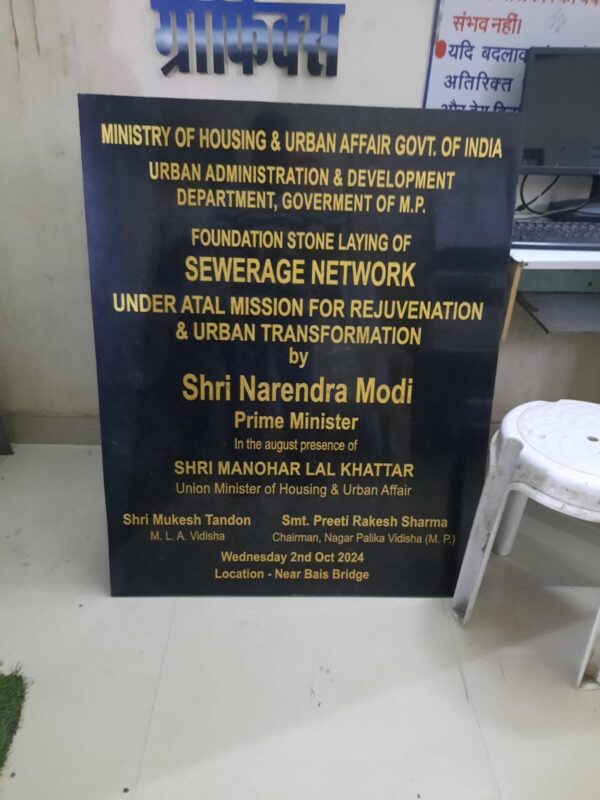 ग्राफिक्स
संभव नहीं।
यदि बदलाव
अतिरिक्त
MINISTRY OF HOUSING & URBAN AFFAIR GOVT. OF INDIA
URBAN ADMINISTRATION & DEVELOPMENT
DEPARTMENT, GOVERMENT OF M.P.
FOUNDATION STONE LAYING OF
SEWERAGE NETWORK
UNDER ATAL MISSION FOR REJUVENATION
& URBAN TRANSFORMATION
by
Shri Narendra Modi
Prime Minister
In the august presence of
SHRI MANOHAR LAL KHATTAR
Union Minister of Housing & Urban Affair
Shri Mukesh Tandon Smt. Preeti Rakesh Sharma
M. L. A. Vidisha Chairman, Nagar Palika Vidisha (M. P.)
Wednesday 2nd Oct 2024
Location - Near Bais Bridge